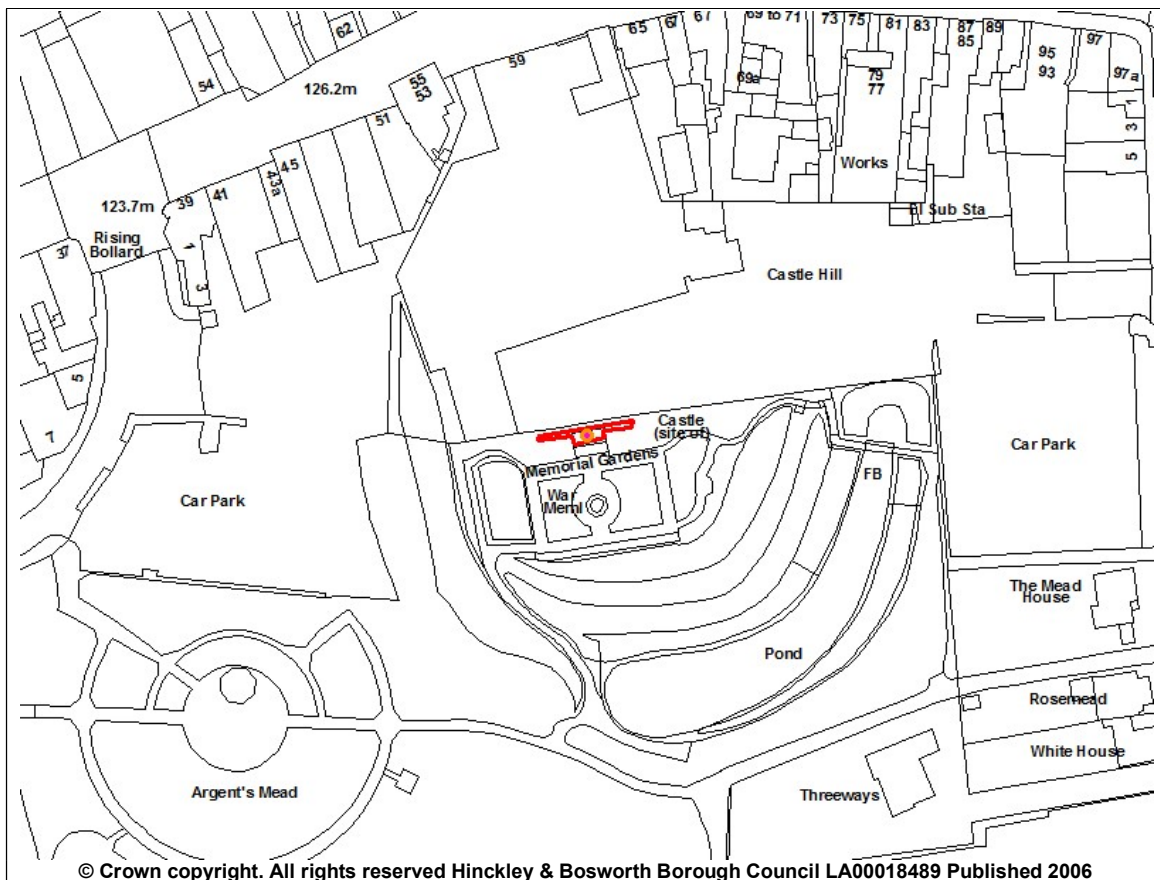 62
54
126.2m
55
53
59
65
67
67
69 to 71
73
75
81
83
87
85
89
95
93
97
97a
1
3
5
69a
79
77
Works
El Sub Sta
51
45
43a
41
39
123.7m
Rising
Bollard
37
1
3
5
7
Castle Hill
Castle
(site of)
Memorial Gardens
War
Meml
FB
Car Park
Car Park
The Mead
House
Pond
Rosemead
White House
Threeways
Argent's Mead
© Crown copyright. All rights reserved Hinckley & Bosworth Borough Council LA00018489 Published 2006